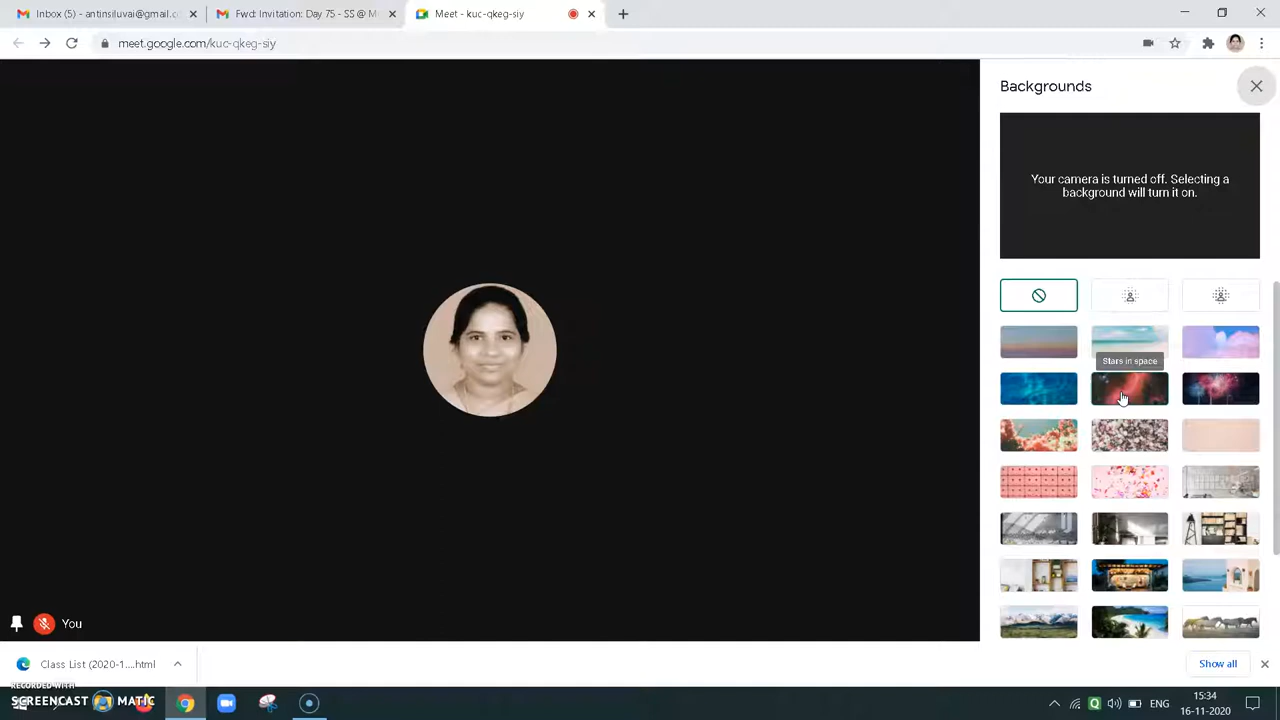 Inbox (5) - antinsiluvai@gmail.c
Fwd: Invitation: Day 75 - SS @ M
Meet - kuc-qkeg-siy
meet.google.com/kuc-qkeg-siy
Backgrounds
Your camera is turned off. Selecting a
background will turn it on.
Stars in space
You
Class List (2020-1....html
Show all
RECORDED WITH
SCREENCAST MATIC
ENG
15:34
16-11-2020